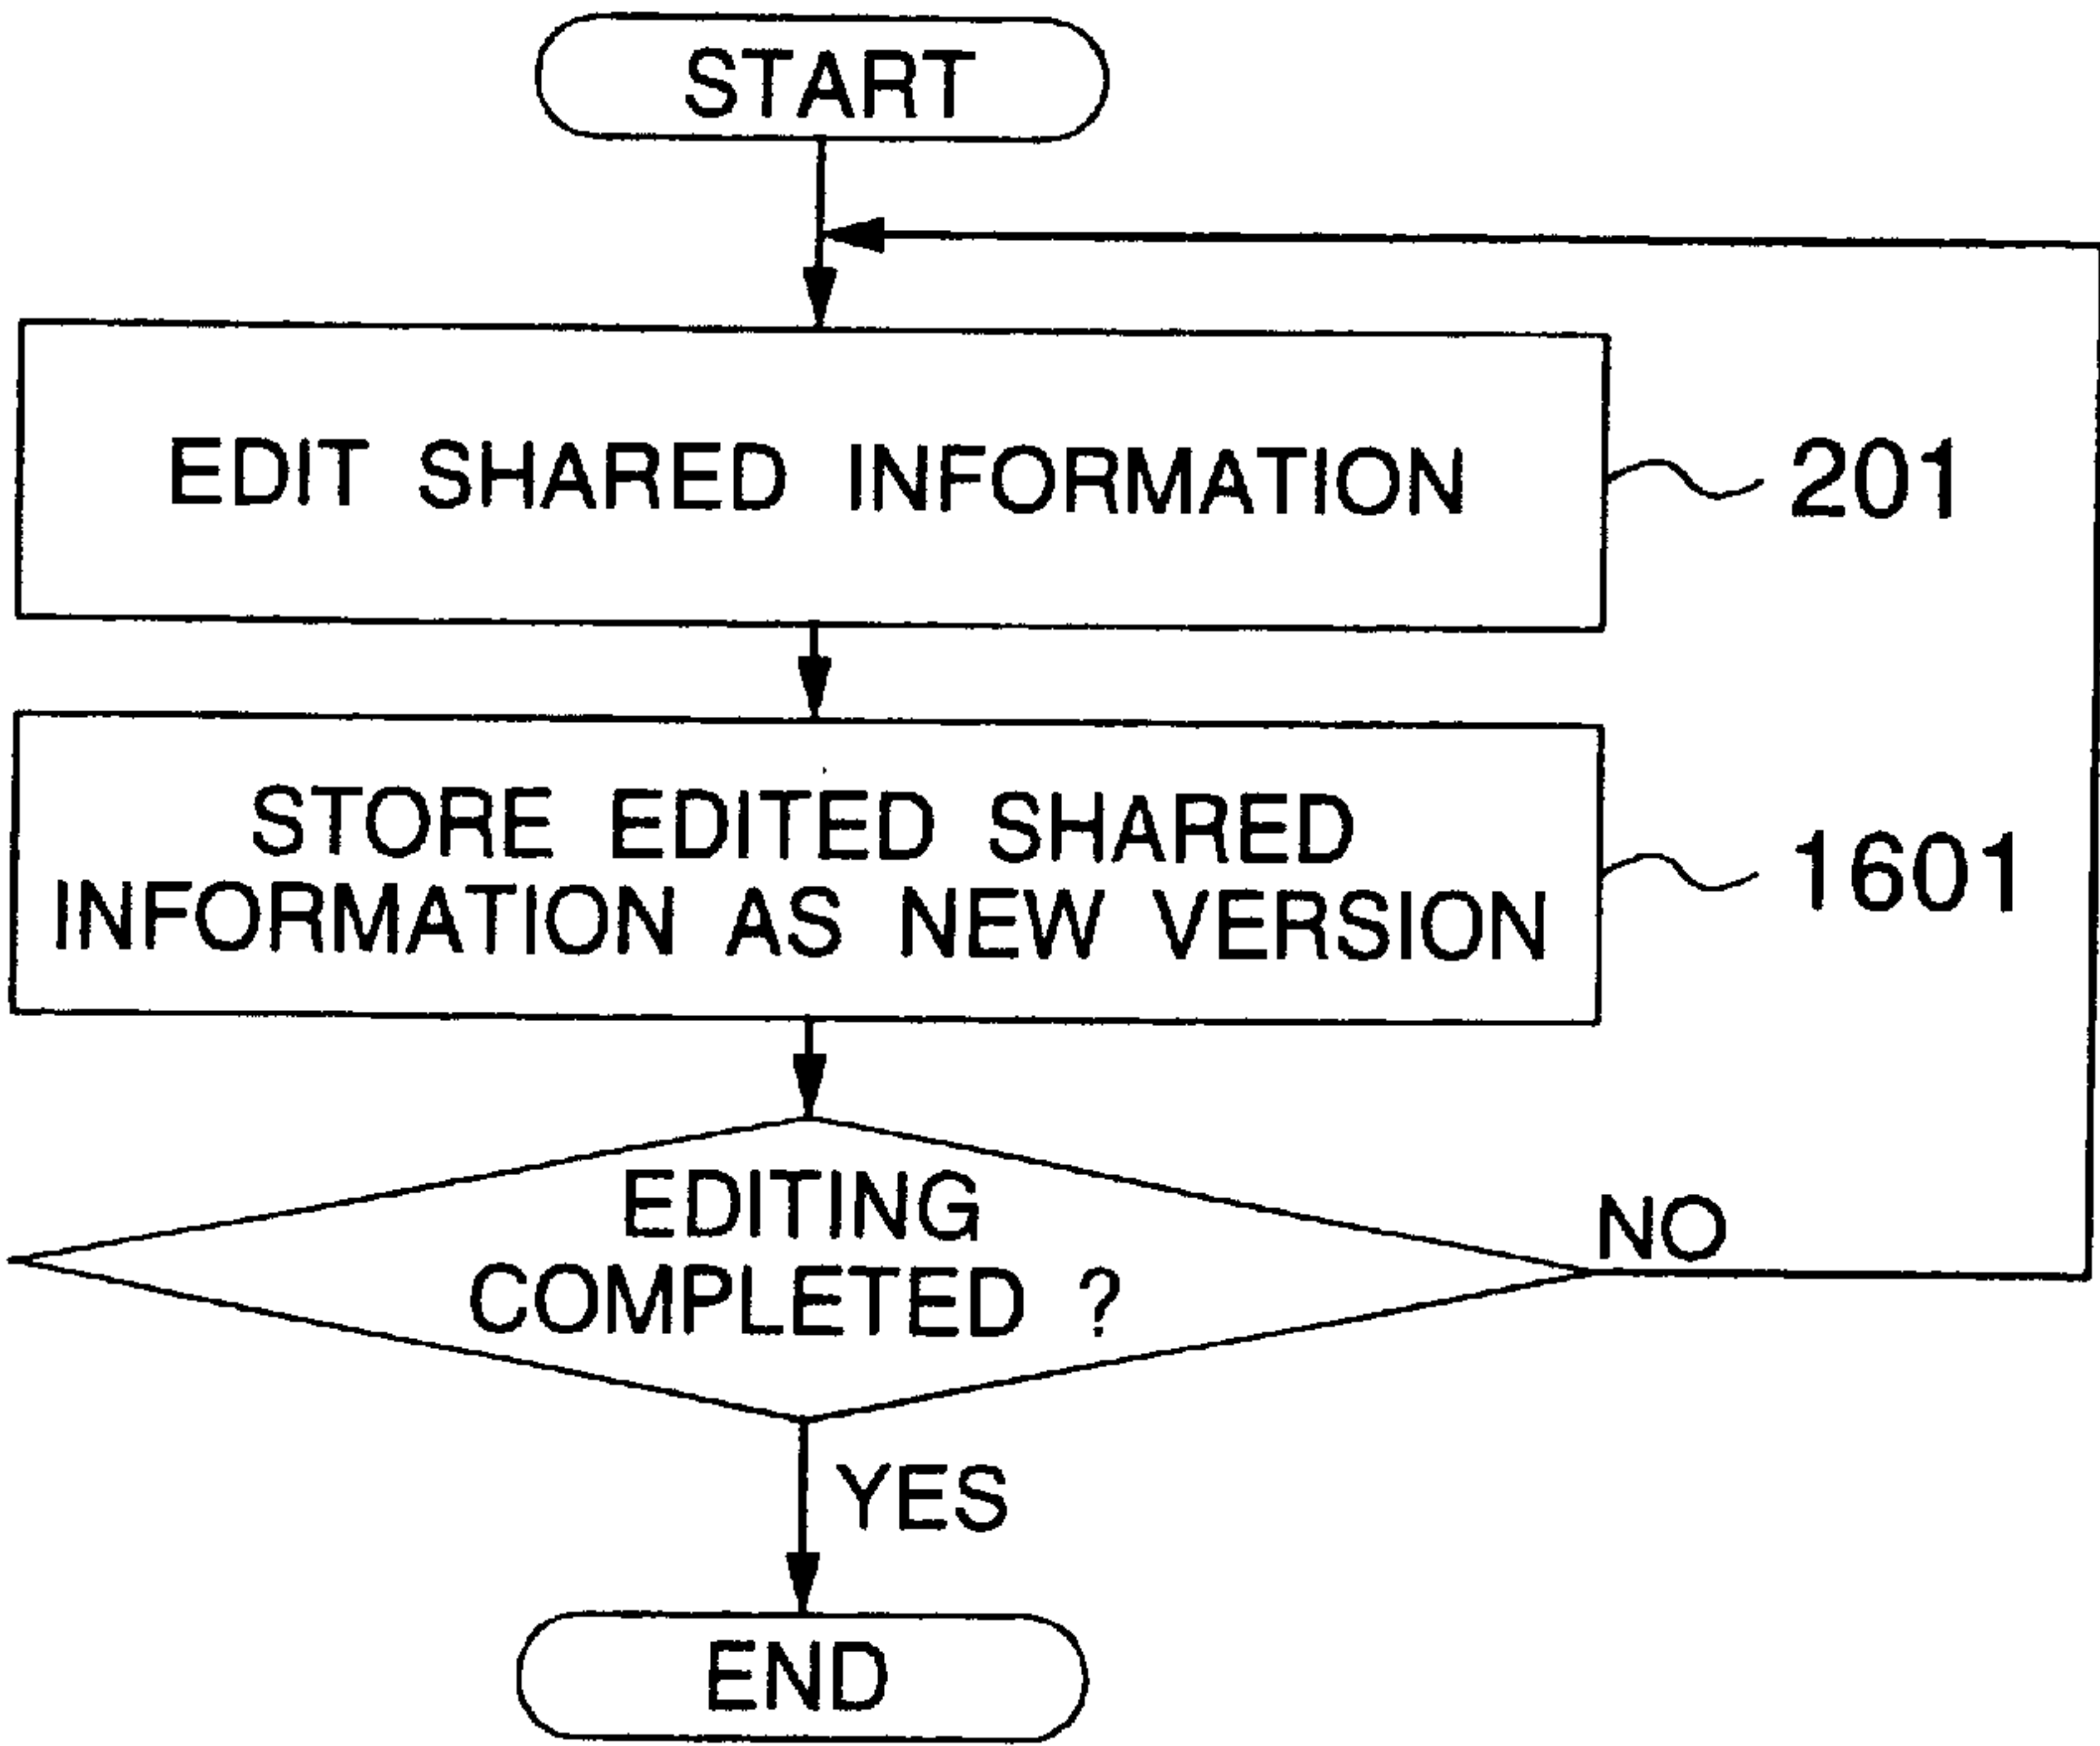 START
EDIT SHARED INFORMATION
201
STORE EDITED SHARED
INFORMATION AS NEW VERSION
1601
EDITING
COMPLETED ?
NO
YES
END